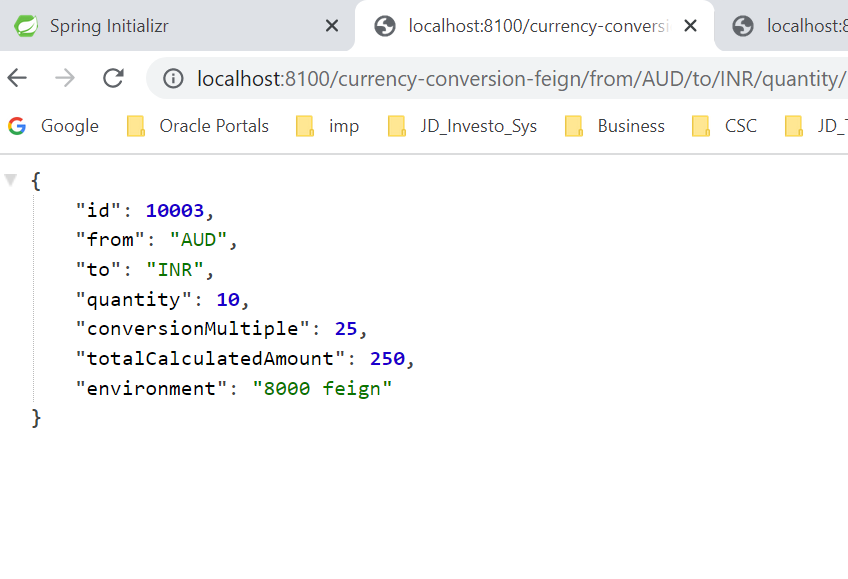 Spring Initializr
localhost:8100/currency-conversi
localhost:8
localhost:8100/currency-conversion-feign/from/AUD/to/INR/quantity/
Google Oracle Portals imp JD_Investo_Sys Business CSC JD_
{
"id": 10003,
"from": "AUD",
"to": "INR",
"quantity": 10,
"conversionMultiple": 25,
"totalCalculatedAmount": 250,
"environment": "8000 feign"
}